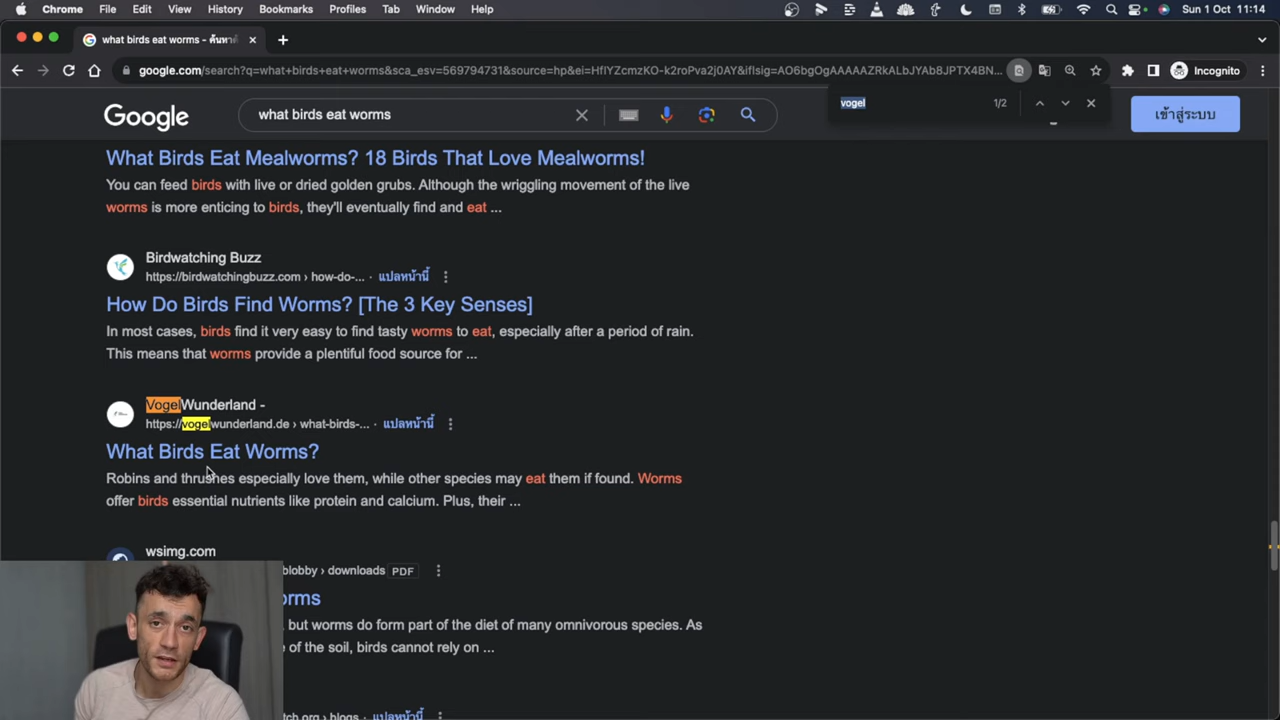 Chrome File Edit View History Bookmarks Profiles Tab Window Help Sun 1 Oct 11:14
what birds eat worms - ค้นหาด้
google.com/search?q=what+birds+eat+worms&sca_esv=569794731&source=hp&ei=HfIYZcmzKO-k2roPva2j0AY&iflsig=AO6bgOgAAAAAZRkALbJYAb8JPTX4BN... Incognito
vogel 1/2
Google what birds eat worms เข้าสู่ระบบ
What Birds Eat Mealworms? 18 Birds That Love Mealworms!
You can feed birds with live or dried golden grubs. Although the wriggling movement of the live
worms is more enticing to birds, they'll eventually find and eat ...
Birdwatching Buzz
https://birdwatchingbuzz.com › how-do-... · แปลหน้านี้
How Do Birds Find Worms? [The 3 Key Senses]
In most cases, birds find it very easy to find tasty worms to eat, especially after a period of rain.
This means that worms provide a plentiful food source for ...
VogelWunderland -
https://vogelwunderland.de › what-birds-... · แปลหน้านี้
What Birds Eat Worms?
Robins and thrushes especially love them, while other species may eat them if found. Worms
offer birds essential nutrients like protein and calcium. Plus, their ...
wsimg.com
blobby › downloads PDF
orms
, but worms do form part of the diet of many omnivorous species. As
e of the soil, birds cannot rely on ...
tch.org › blogs · แปลหน้านี้